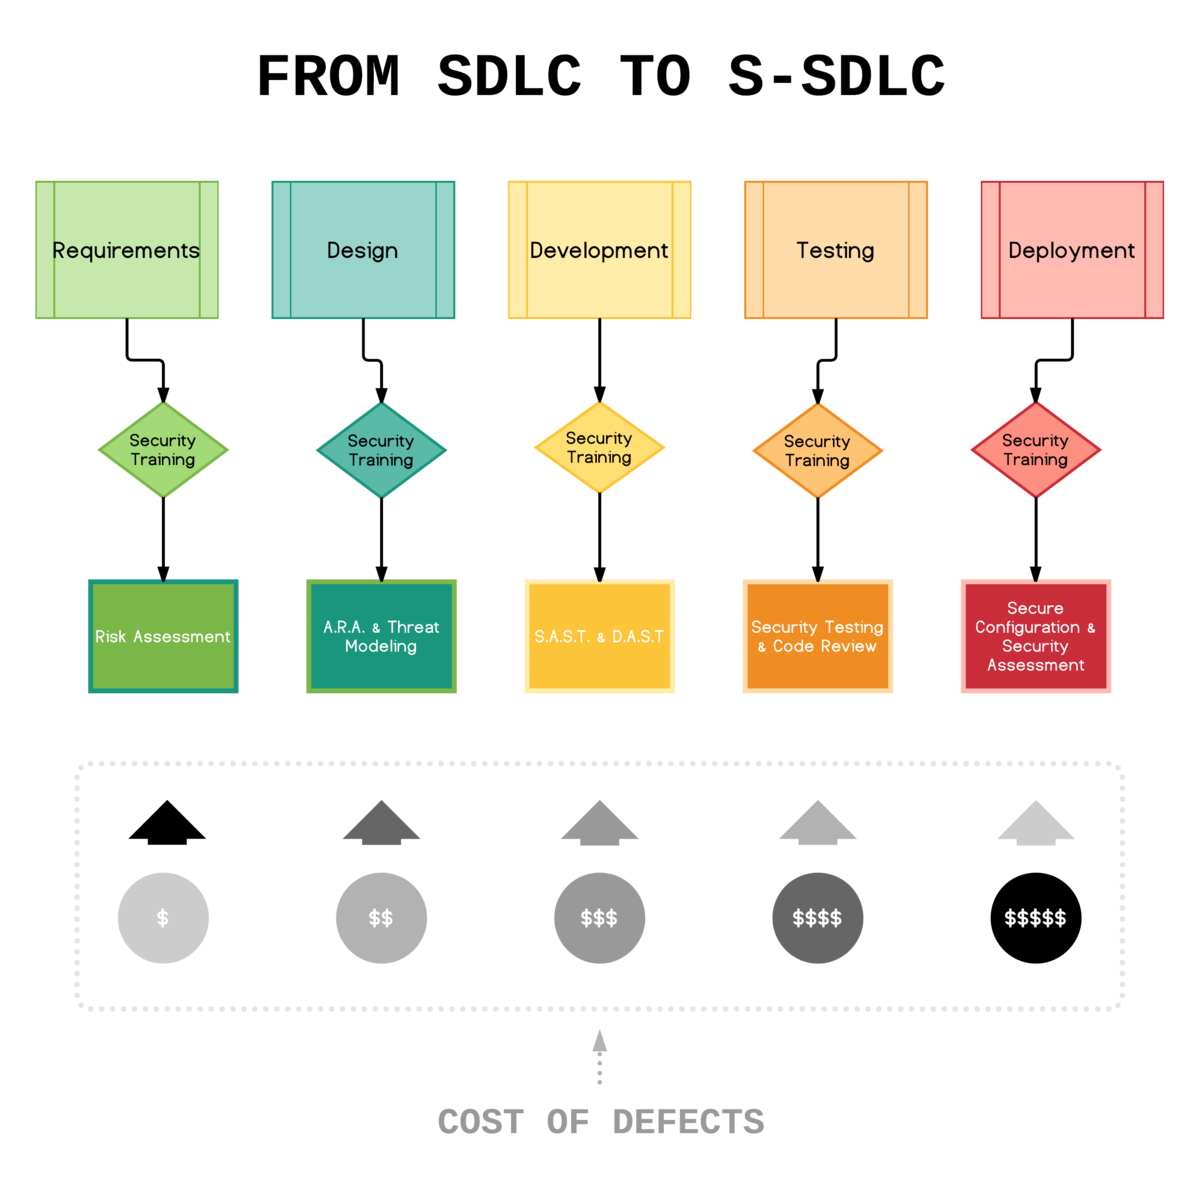 FROM SDLC TO S-SDLC
Requirements
Design
Development
Testing
Deployment
Security
Training
Security
Training
Security
Training
Security
Training
Security
Training
Risk Assessment
A.R.A. & Threat
Modeling
S.A.S.T. & D.A.S.T
Security Testing
& Code Review
Secure
Configuration &
Security
Assessment
$
$$
$$$
$$$$
$$$$$
COST OF DEFECTS